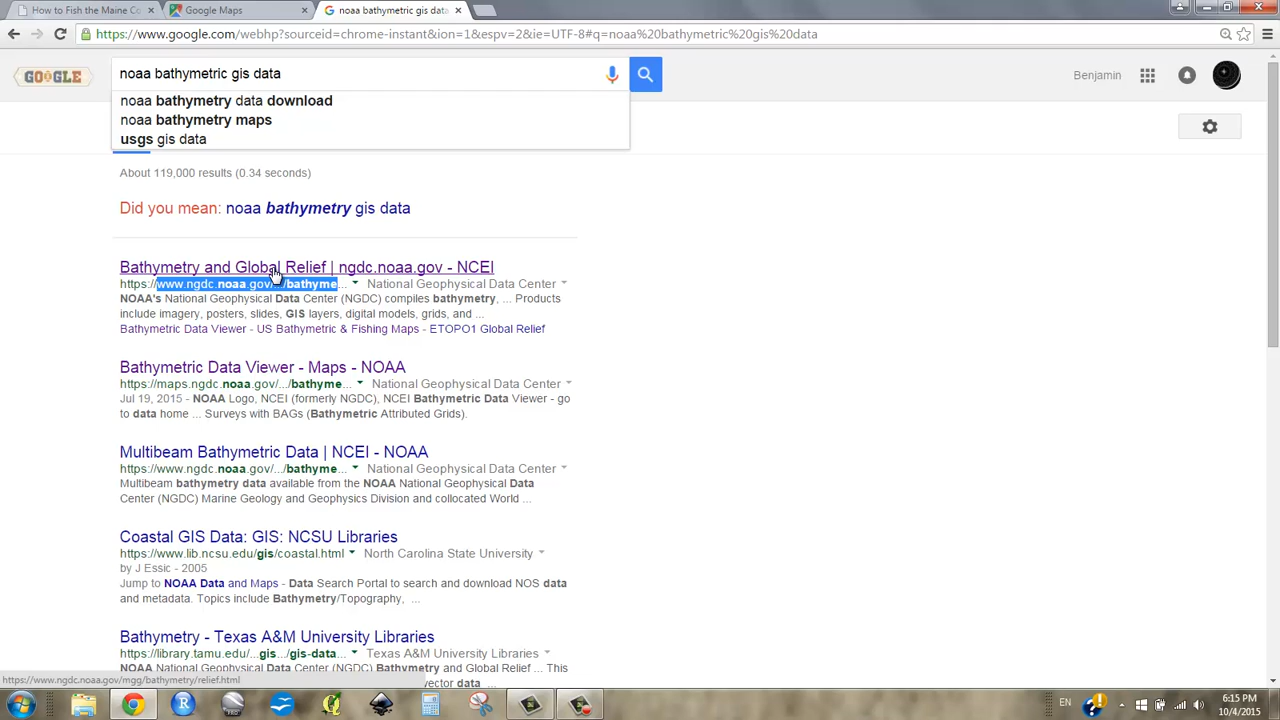 How to Fish the Maine Co
Google Maps
noaa bathymetric gis data
https://www.google.com/webhp?sourceid=chrome-instant&ion=1&espv=2&ie=UTF-8#q=noaa%20bathymetric%20gis%20data
GOOGLE
noaa bathymetric gis data
Benjamin
noaa bathymetry data download
noaa bathymetry maps
usgs gis data
About 119,000 results (0.34 seconds)
Did you mean: noaa bathymetry gis data
Bathymetry and Global Relief | ngdc.noaa.gov - NCEI
https://www.ngdc.noaa.gov/.../bathyme... National Geophysical Data Center
NOAA's National Geophysical Data Center (NGDC) compiles bathymetry, ... Products
include imagery, posters, slides, GIS layers, digital models, grids, and ...
Bathymetric Data Viewer - US Bathymetric & Fishing Maps - ETOPO1 Global Relief
Bathymetric Data Viewer - Maps - NOAA
https://maps.ngdc.noaa.gov/.../bathyme... National Geophysical Data Center
Jul 19, 2015 - NOAA Logo, NCEI (formerly NGDC), NCEI Bathymetric Data Viewer - go
to data home ... Surveys with BAGs (Bathymetric Attributed Grids).
Multibeam Bathymetric Data | NCEI - NOAA
https://www.ngdc.noaa.gov/.../bathyme... National Geophysical Data Center
Multibeam bathymetry data available from the NOAA National Geophysical Data
Center (NGDC) Marine Geology and Geophysics Division and collocated World ...
Coastal GIS Data: GIS: NCSU Libraries
https://www.lib.ncsu.edu/gis/coastal.html North Carolina State University
by J Essic - 2005
Jump to NOAA Data and Maps - Data Search Portal to search and download NOS data
and metadata. Topics include Bathymetry/Topography, ...
Bathymetry - Texas A&M University Libraries
https://library.tamu.edu/...gis.../gis-data... Texas A&M University Libraries
NOAA National Geophysical Data Center (NGDC) Bathymetry and Global Relief ... This
vector data ...
https://www.ngdc.noaa.gov/mgg/bathymetry/relief.html
EN
6:15 PM
10/4/2015